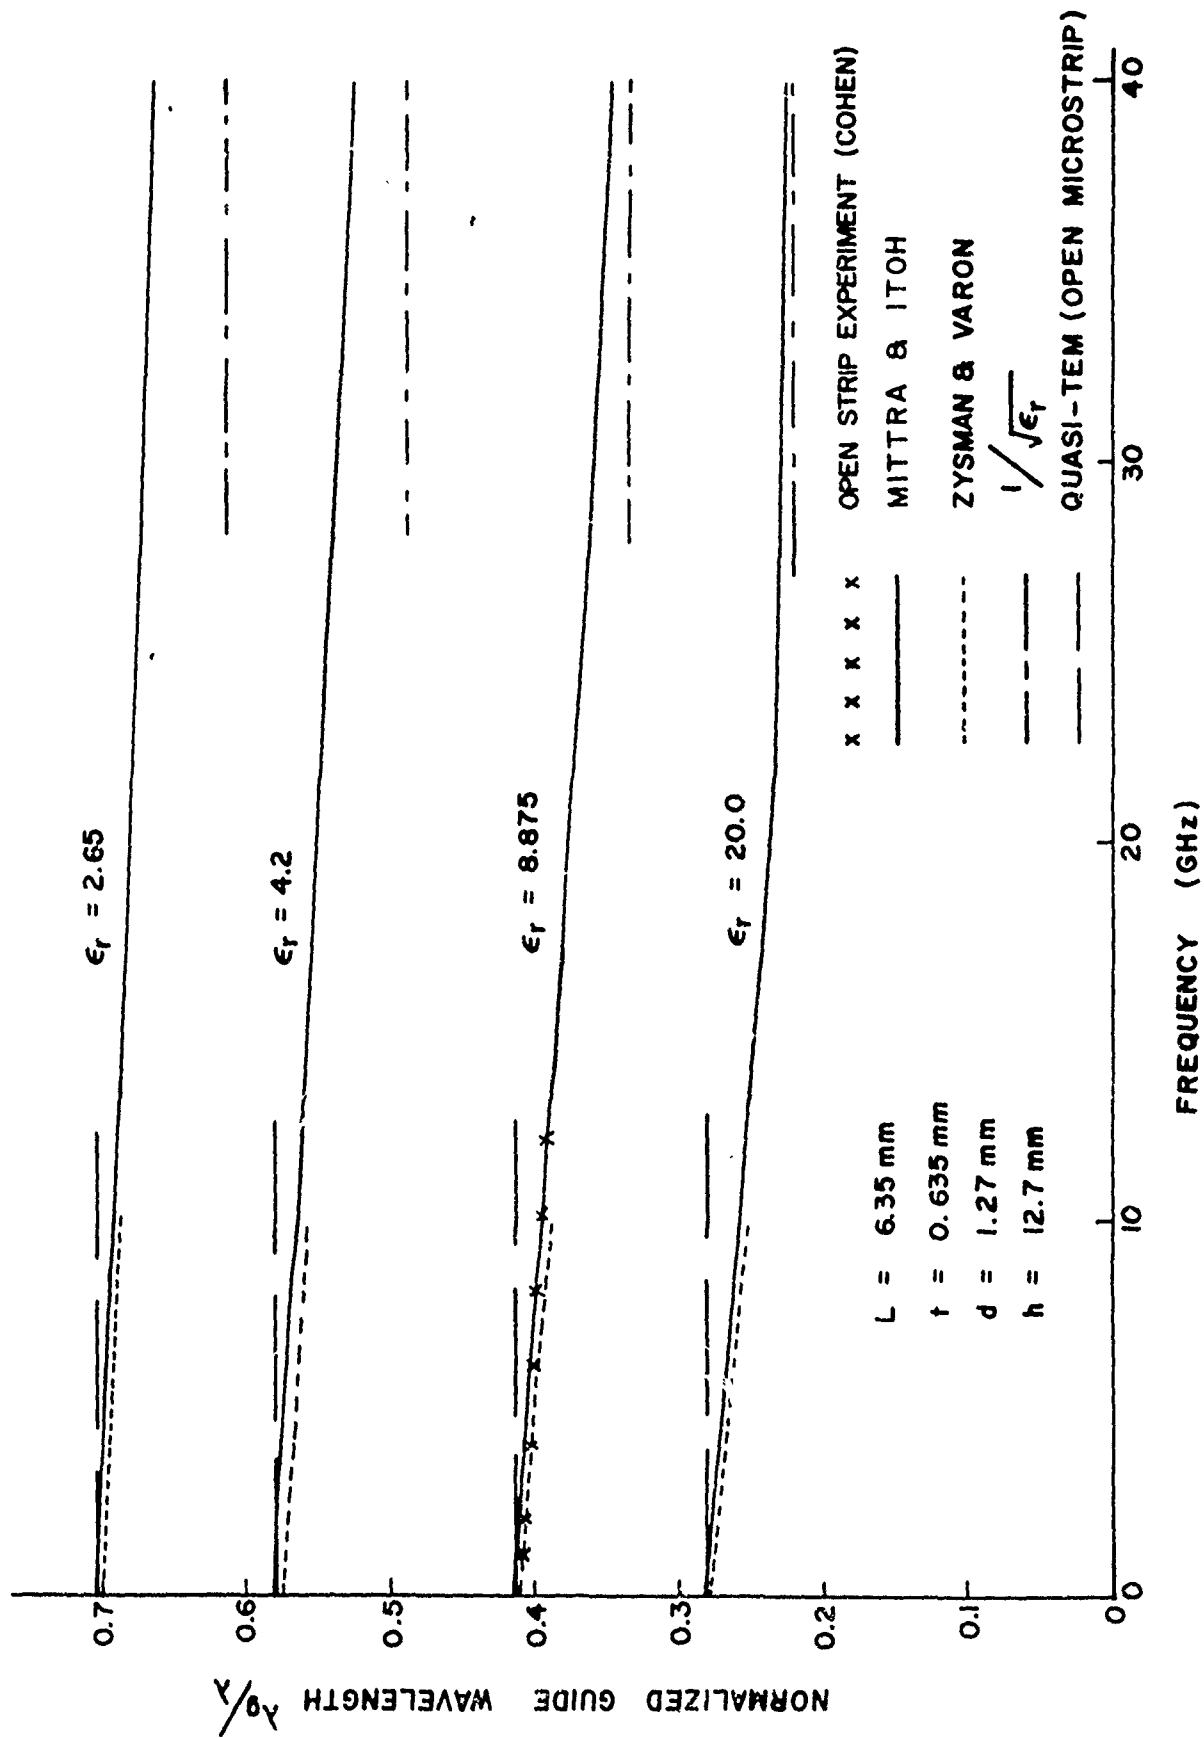 NORMALIZED GUIDE WAVELENGTH λg/λ
0.7
0.6
0.5
0.4
0.3
0.2
0.1
0
ϵr = 2.65
ϵr = 4.2
ϵr = 8.875
ϵr = 20.0
L = 6.35 mm
t = 0.635 mm
d = 1.27 mm
h = 12.7 mm
x x x x x OPEN STRIP EXPERIMENT (COHEN)
MITTRA & ITOH
ZYSMAN & VARON
1/√ϵr
QUASI-TEM (OPEN MICROSTRIP)
0 10 20 30 40
FREQUENCY (GHz)